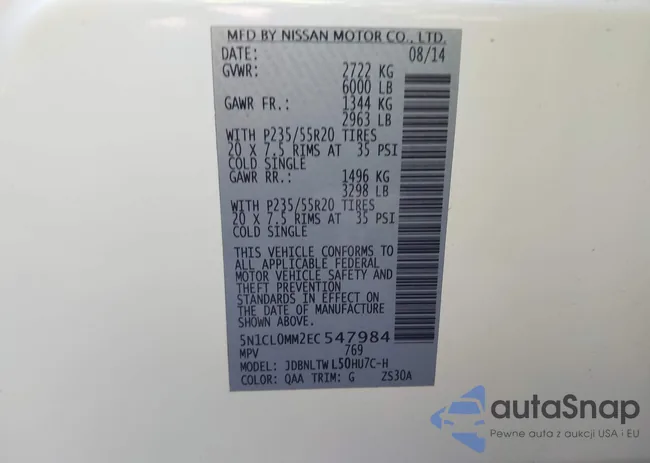 MFD BY NISSAN MOTOR CO., LTD.
DATE: 08/14
GVWR: 2722 KG
6000 LB
GAWR FR.: 1344 KG
2963 LB
WITH P235/55R20 TIRES
20 X 7.5 RIMS AT 35 PSI
COLD SINGLE
GAWR RR.: 1496 KG
3298 LB
WITH P235/55R20 TIRES
20 X 7.5 RIMS AT 35 PSI
COLD SINGLE
THIS VEHICLE CONFORMS TO
ALL APPLICABLE FEDERAL
MOTOR VEHICLE SAFETY AND
THEFT PREVENTION
STANDARDS IN EFFECT ON
THE DATE OF MANUFACTURE
SHOWN ABOVE.
5N1CL0MM2EC547984
MPV 769
MODEL: JDBNLTW L50HU7C-H
COLOR: QAA TRIM: G ZS30A
autaSnap
Pewne auta z aukcji USA i EU